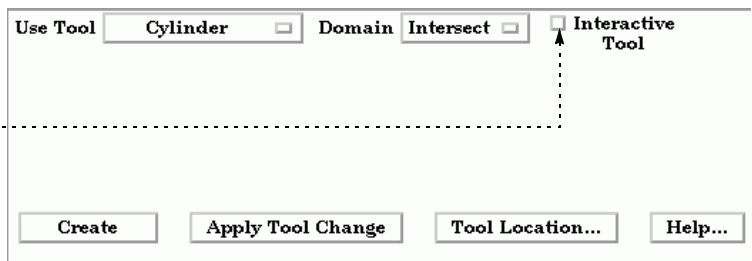 Use Tool Cylinder Domain Intersect Interactive
Tool
Create Apply Tool Change Tool Location... Help...